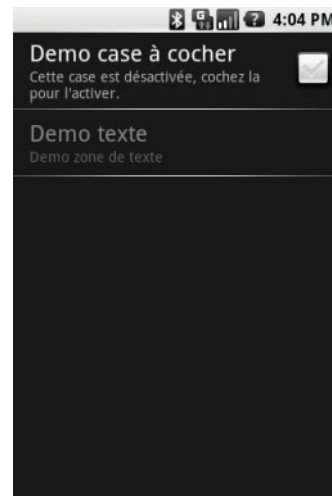 4:04 PM
Demo case à cocher
Cette case est désactivée, cochez la
pour l'activer.
Demo texte
Demo zone de texte